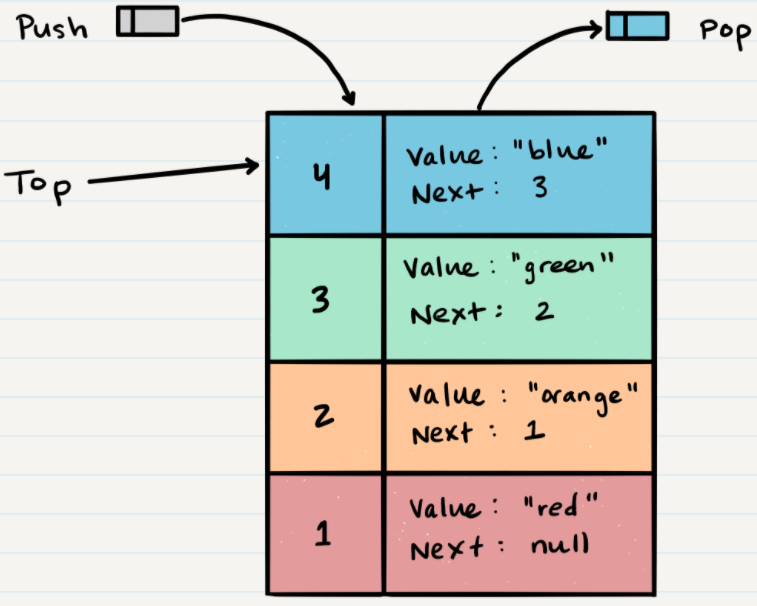 Push
Pop
Top
4
Value : "blue"
Next : 3
3
Value : "green"
Next : 2
2
Value : "orange"
Next : 1
1
Value : "red"
Next : null